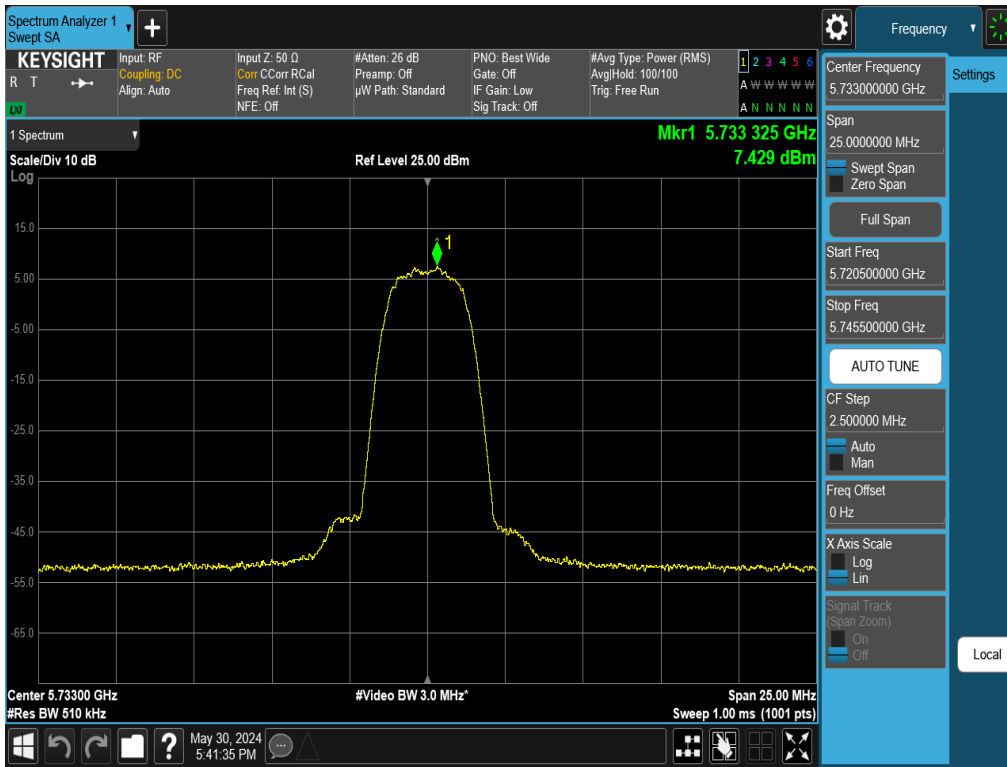 Spectrum Analyzer 1
Swept SA
+
Frequency
KEYSIGHT
R T
LXI
Input: RF
Coupling: DC
Align: Auto
Input Z: 50 Ω
Corr CCorr RCal
Freq Ref: Int (S)
NFE: Off
#Atten: 26 dB
Preamp: Off
µW Path: Standard
PNO: Best Wide
Gate: Off
IF Gain: Low
Sig Track: Off
#Avg Type: Power (RMS)
Avg|Hold: 100/100
Trig: Free Run
1 2 3 4 5 6
A W W W W W
A N N N N N
1 Spectrum
Scale/Div 10 dB
Log
Ref Level 25.00 dBm
Mkr1 5.733 325 GHz
7.429 dBm
15.0
5.00
-5.00
-15.0
-25.0
-35.0
-45.0
-55.0
-65.0
1
Center 5.73300 GHz
#Res BW 510 kHz
#Video BW 3.0 MHz*
Span 25.00 MHz
Sweep 1.00 ms (1001 pts)
Center Frequency
5.733000000 GHz
Span
25.0000000 MHz
Swept Span
Zero Span
Full Span
Start Freq
5.720500000 GHz
Stop Freq
5.745500000 GHz
AUTO TUNE
CF Step
2.500000 MHz
Auto
Man
Freq Offset
0 Hz
X Axis Scale
Log
Lin
Signal Track
(Span Zoom)
On
Off
Settings
Local
?
May 30, 2024
5:41:35 PM